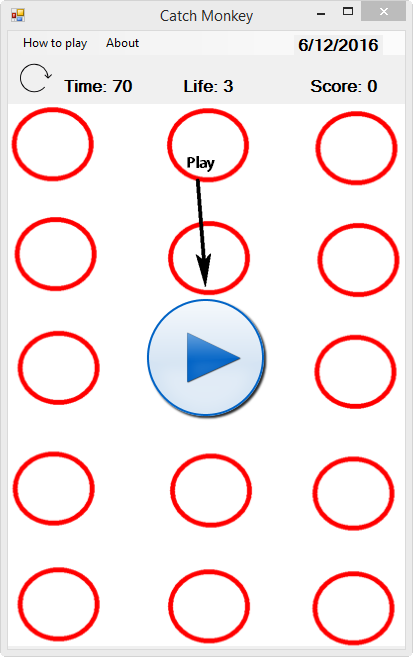 Catch Monkey
How to play About 6/12/2016
Time: 70 Life: 3 Score: 0
Play